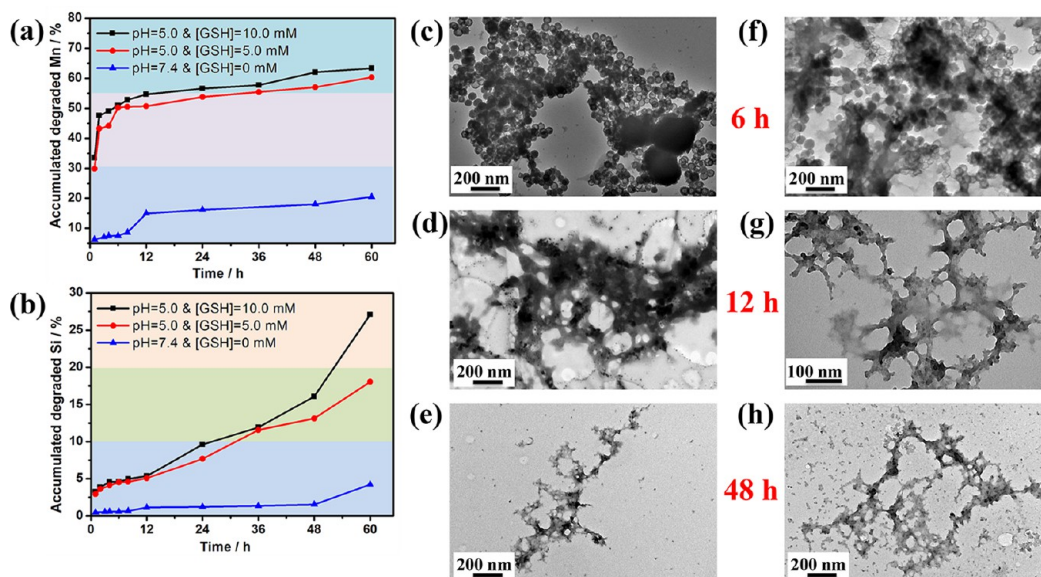 (a)
Accumulated degraded Mn / %
80
70
60
50
40
30
20
10
pH=5.0 & [GSH]=10.0 mM
pH=5.0 & [GSH]=5.0 mM
pH=7.4 & [GSH]=0 mM
0 12 24 36 48 60
Time / h
(b)
Accumulated degraded Si / %
30
25
20
15
10
5
0
pH=5.0 & [GSH]=10.0 mM
pH=5.0 & [GSH]=5.0 mM
pH=7.4 & [GSH]=0 mM
0 12 24 36 48 60
Time / h
(c)
200 nm
6 h
(f)
200 nm
(d)
200 nm
12 h
(g)
100 nm
(e)
200 nm
48 h
(h)
200 nm